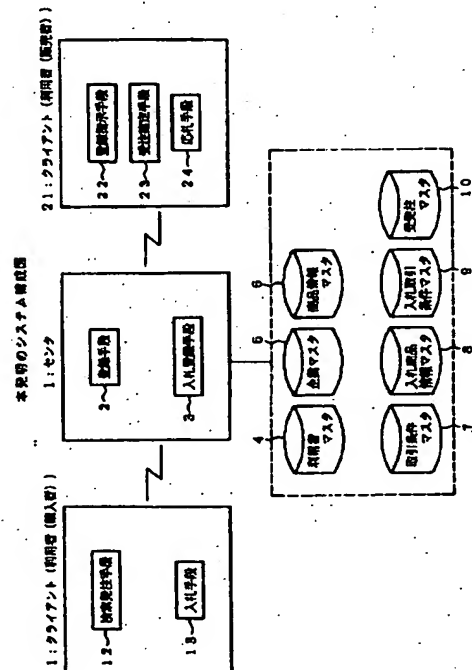 本発明のシステム構成図
1：クライアント（利用者（購入者））
12
検索発注手段
13
入札手段
1：センタ
2
登録手段
3
入札登録手段
21：クライアント（利用者（販売者））
22
登録指示手段
23
受注指定手段
24
応札手段
4
利用者
マスタ
6
企業マスタ
6
商品情報
マスタ
7
取引条件
マスタ
8
入札商品
情報マスタ
9
入札取引
条件マスタ
10
受発注
マスタ